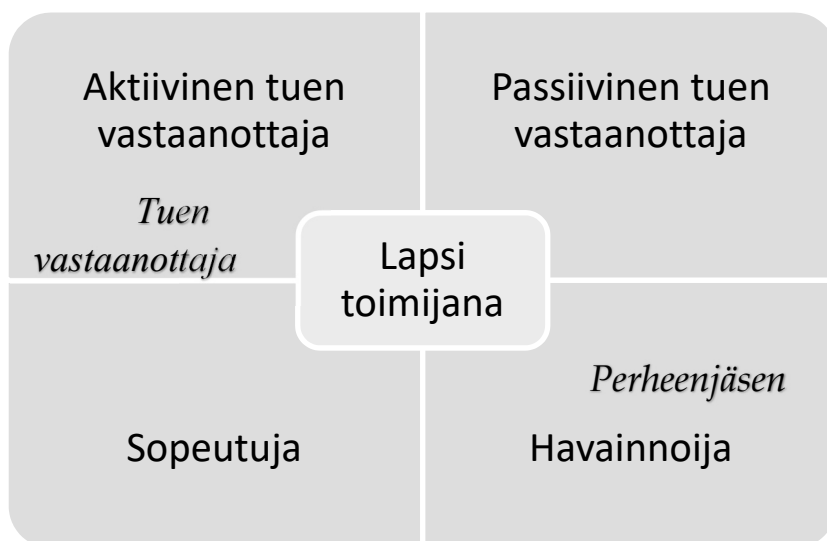 Aktiivinen tuen
vastaanottaja
Passiivinen tuen
vastaanottaja
Tuen
vastaanottaja
Lapsi
toimijana
Perheenjäsen
Sopeutuja
Havainnoija